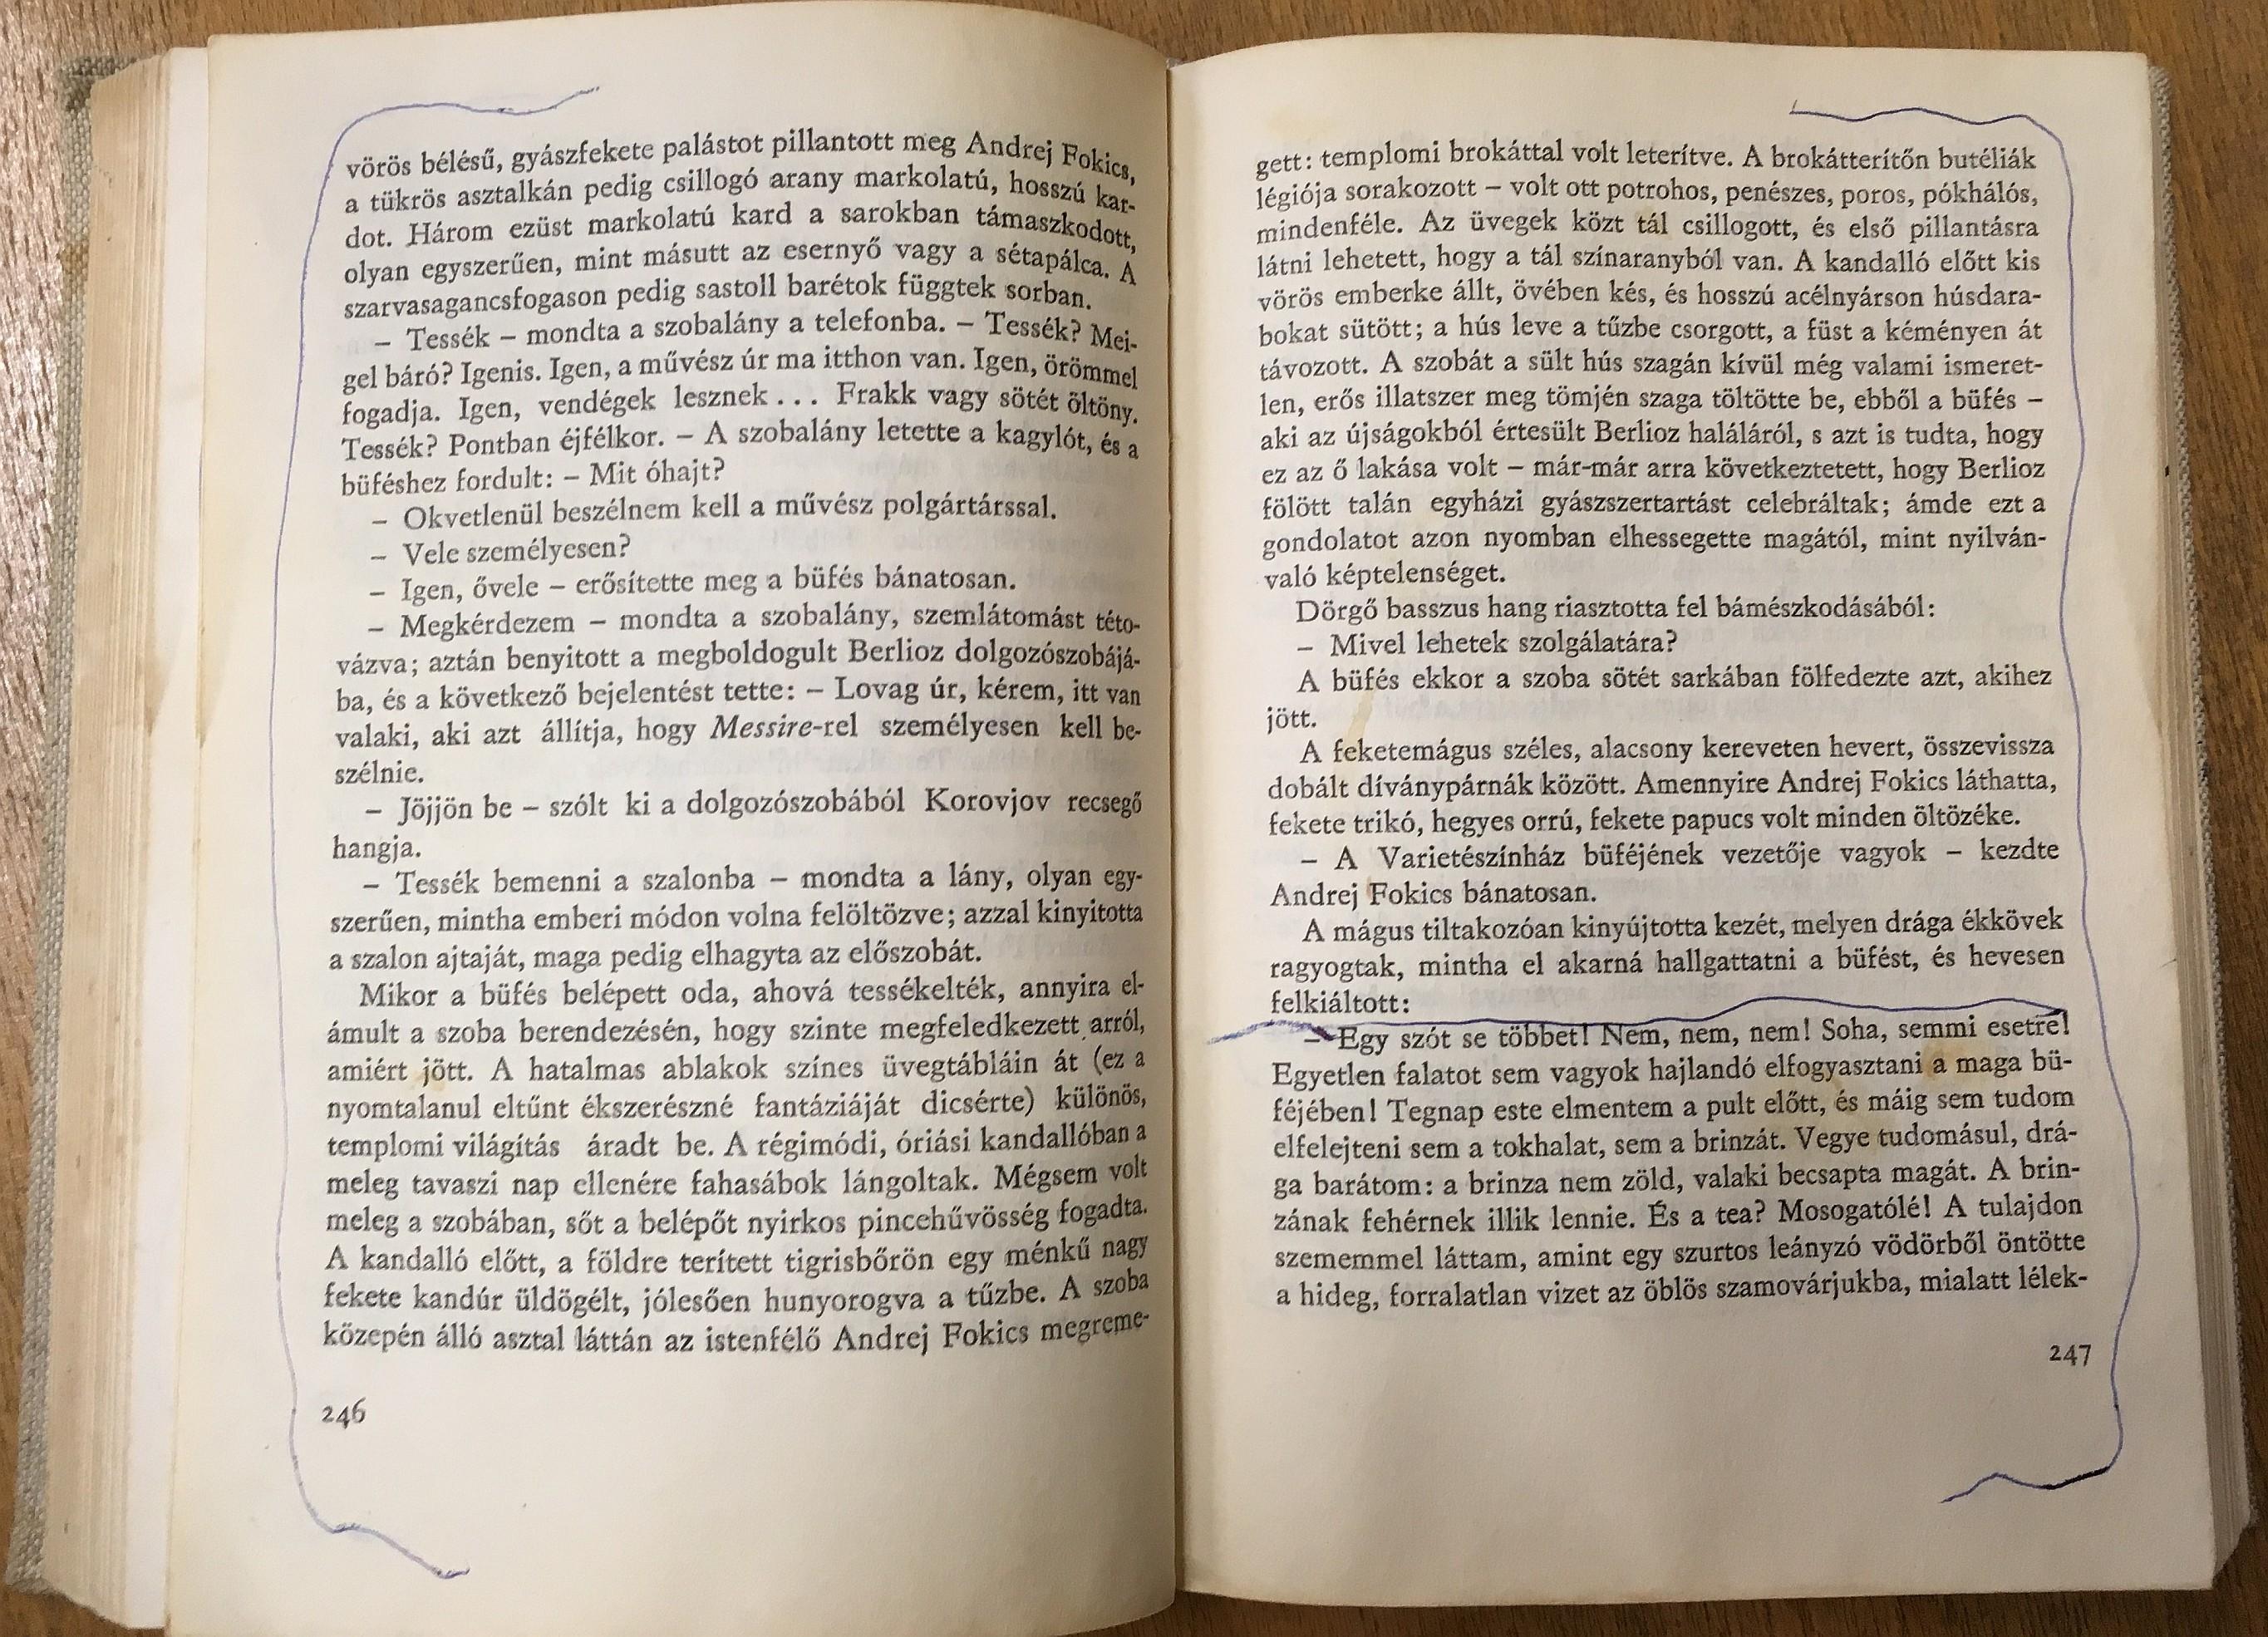 vörös bélésű, gyászfekete palástot pillantott meg Andrej Fokics,
a tükrös asztalkán pedig csillogó arany markolatú, hosszú kar-
dot. Három ezüst markolatú kard a sarokban támaszkodott,
olyan egyszerűen, mint másutt az esernyő vagy a sétapálca. A
szarvasagancsfogason pedig sastoll barétok függtek sorban.
– Tessék – mondta a szobalány a telefonba. – Tessék? Mei-
gel báró? Igenis. Igen, a művész úr ma itthon van. Igen, örömmel
fogadja. Igen, vendégek lesznek ... Frakk vagy sötét öltöny.
Tessék? Pontban éjfélkor. – A szobalány letette a kagylót, és a
büféshez fordult: – Mit óhajt?
– Okvetlenül beszélnem kell a művész polgártárssal.
– Vele személyesen?
– Igen, ővele – erősítette meg a büfés bánatosan.
– Megkérdezem – mondta a szobalány, szemlátomást této-
vázva; aztán benyitott a megboldogult Berlioz dolgozószobájá-
ba, és a következő bejelentést tette: – Lovag úr, kérem, itt van
valaki, aki azt állítja, hogy Messire-rel személyesen kell be-
szélnie.
– Jöjjön be – szólt ki a dolgozószobából Korovjov recsegő
hangja.
– Tessék bemenni a szalonba – mondta a lány, olyan egy-
szerűen, mintha emberi módon volna felöltözve; azzal kinyitotta
a szalon ajtaját, maga pedig elhagyta az előszobát.
Mikor a büfés belépett oda, ahová tessékelték, annyira el-
ámult a szoba berendezésén, hogy szinte megfeledkezett arról,
amiért jött. A hatalmas ablakok színes üvegtábláin át (ez a
nyomtalanul eltűnt ékszerészné fantáziáját dicsérte) különös,
templomi világítás áradt be. A régimódi, óriási kandallóban a
meleg tavaszi nap ellenére fahasábok lángoltak. Mégsem volt
meleg a szobában, sőt a belépőt nyirkos pincehűvösség fogadta.
A kandalló előtt, a földre terített tigrisbőrön egy ménkű nagy
fekete kandúr üldögélt, jólesően hunyorogva a tűzbe. A szoba
közepén álló asztal láttán az istenfélő Andrej Fokics megreme-
246
gett: templomi brokáttal volt leterítve. A brokátterítőn butéliák
légiója sorakozott – volt ott potrohos, penészes, poros, pókhálós,
mindenféle. Az üvegek közt tál csillogott, és első pillantásra
látni lehetett, hogy a tál színaranyból van. A kandalló előtt kis
vörös emberke állt, övében kés, és hosszú acélnyárson húsdara-
bokat sütött; a hús leve a tűzbe csorgott, a füst a kéményen át
távozott. A szobát a sült hús szagán kívül még valami ismeret-
len, erős illatszer meg tömjén szaga töltötte be, ebből a büfés –
aki az újságokból értesült Berlioz haláláról, s azt is tudta, hogy
ez az ő lakása volt – már-már arra következtetett, hogy Berlioz
fölött talán egyházi gyászszertartást celebráltak; ámde ezt a
gondolatot azon nyomban elhessegette magától, mint nyilván-
való képtelenséget.
Dörgő basszus hang riasztotta fel bámészkodásából:
– Mivel lehetek szolgálatára?
A büfés ekkor a szoba sötét sarkában fölfedezte azt, akihez
jött.
A feketemágus széles, alacsony kereveten hevert, összevissza
dobált díványpárnák között. Amennyire Andrej Fokics láthatta,
fekete trikó, hegyes orrú, fekete papucs volt minden öltözéke.
– A Varietészínház büféjének vezetője vagyok – kezdte
Andrej Fokics bánatosan.
A mágus tiltakozóan kinyújtotta kezét, melyen drága ékkövek
ragyogtak, mintha el akarná hallgattatni a büfést, és hevesen
felkiáltott:
– Egy szót se többet! Nem, nem, nem! Soha, semmi esetre!
Egyetlen falatot sem vagyok hajlandó elfogyasztani a maga bü-
féjében! Tegnap este elmentem a pult előtt, és máig sem tudom
elfelejteni sem a tokhalat, sem a brinzát. Vegye tudomásul, drá-
ga barátom: a brinza nem zöld, valaki becsapta magát. A brin-
zának fehérnek illik lennie. És a tea? Mosogatólé! A tulajdon
szememmel láttam, amint egy szurtos leányzó vödörből öntötte
a hideg, forralatlan vizet az öblös szamovárjukba, mialatt lélek-
247